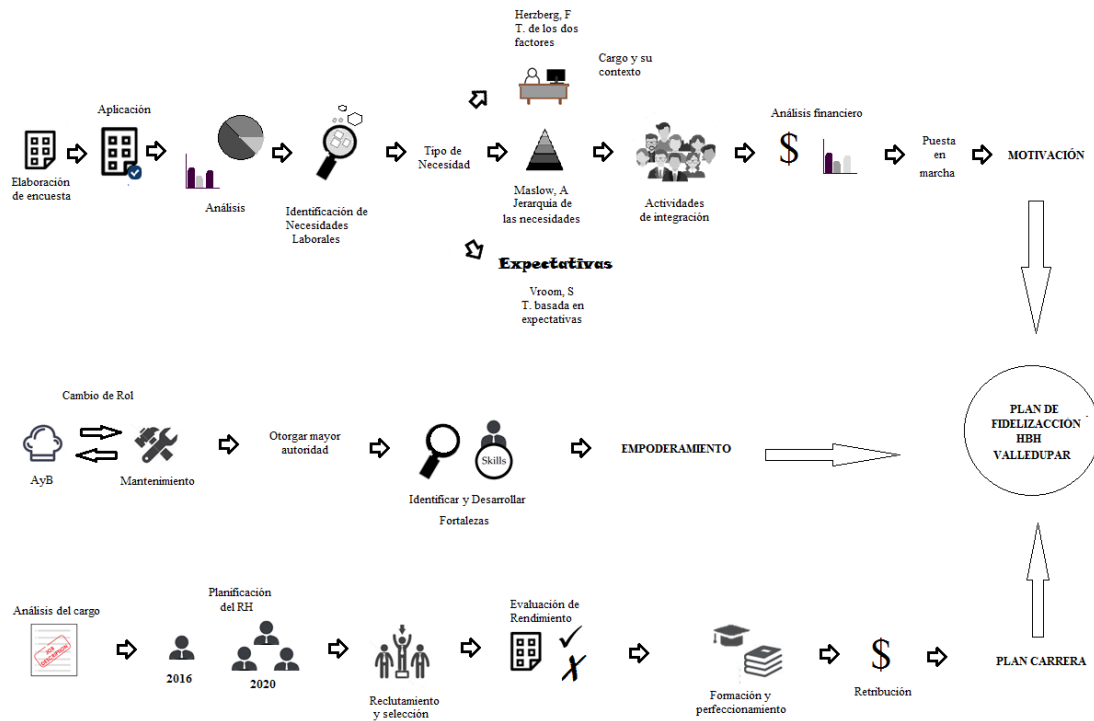 Herzberg, F
T. de los dos
factores
Cargo y su
contexto
Aplicación
Elaboración
de encuesta
Análisis
Identificación de
Necesidades
Laborales
Tipo de
Necesidad
Maslow, A
Jerarquía de
las necesidades
Expectativas
Vroom, S
T. basada en
expectativas
Actividades
de integración
Análisis financiero
$
Puesta
en
marcha
MOTIVACIÓN
Cambio de Rol
AyB
Mantenimiento
Otorgar mayor
autoridad
Skills
Identificar y Desarrollar
Fortalezas
EMPODERAMIENTO
PLAN DE
FIDELIZACCIÓN
HBH
VALLEDUPAR
Análisis del cargo
JOB
DESCRIPTION
Planificación
del RH
2016
2020
Reclutamiento
y selección
Evaluación de
Rendimiento
Formación y
perfeccionamiento
$
Retribución
PLAN CARRERA